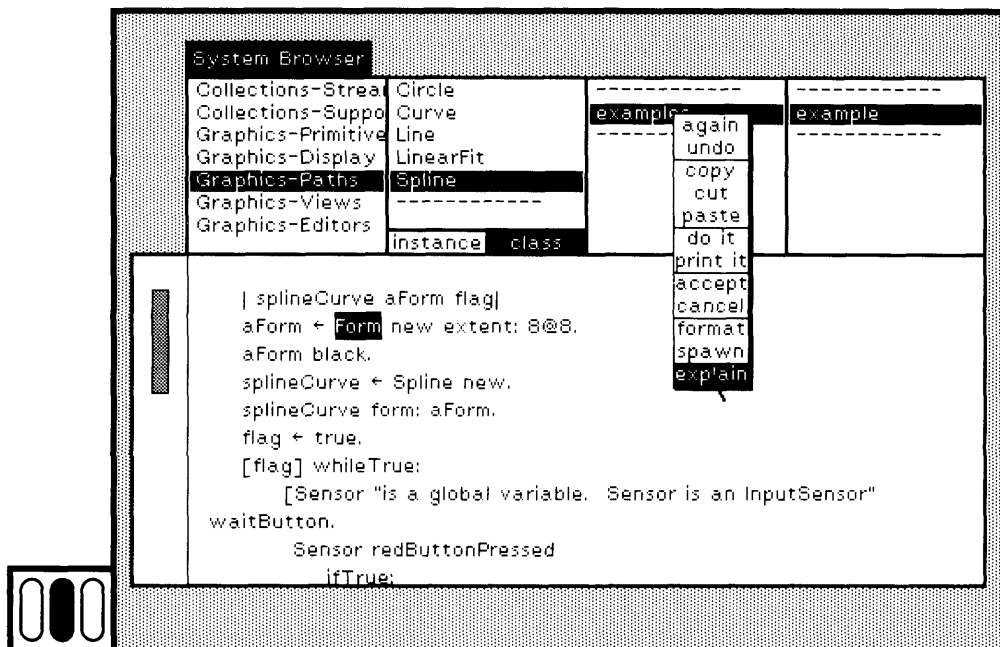 System Browser
Collections-Strea
Collections-Suppo
Graphics-Primitive
Graphics-Display
Graphics-Paths
Graphics-Views
Graphics-Editors
Circle
Curve
Line
LinearFit
Spline
------------
instance class
------------
examples
------------
------------
example
------------
again
undo
copy
cut
paste
do it
print it
accept
cancel
format
spawn
explain
| splineCurve aForm flag|
aForm ← Form new extent: 8@8.
aForm black.
splineCurve ← Spline new.
splineCurve form: aForm.
flag ← true.
[flag] whileTrue:
[Sensor "is a global variable. Sensor is an InputSensor"
waitButton.
Sensor redButtonPressed
ifTrue: